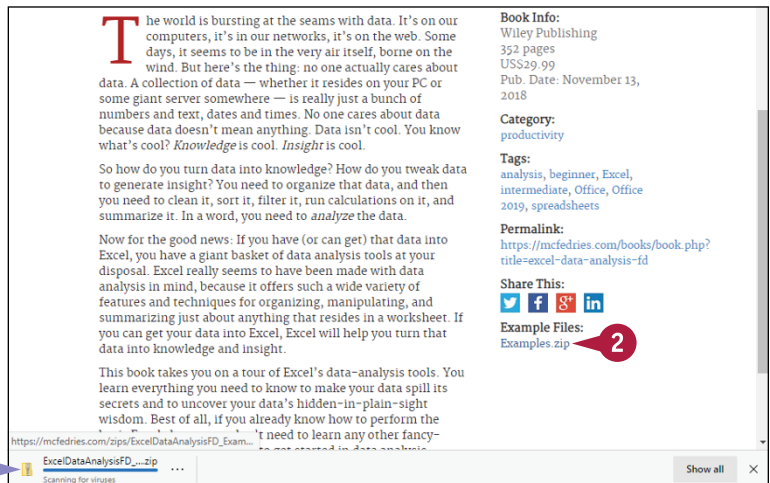 The world is bursting at the seams with data. It's on our
computers, it's in our networks, it's on the web. Some
days, it seems to be in the very air itself, borne on the
wind. But here's the thing: no one actually cares about
data. A collection of data — whether it resides on your PC or
some giant server somewhere — is really just a bunch of
numbers and text, dates and times. No one cares about data
because data doesn't mean anything. Data isn't cool. You know
what's cool? Knowledge is cool. Insight is cool.
So how do you turn data into knowledge? How do you tweak data
to generate insight? You need to organize that data, and then
you need to clean it, sort it, filter it, run calculations on it, and
summarize it. In a word, you need to analyze the data.
Now for the good news: If you have (or can get) that data into
Excel, you have a giant basket of data analysis tools at your
disposal. Excel really seems to have been made with data
analysis in mind, because it offers such a wide variety of
features and techniques for organizing, manipulating, and
summarizing just about anything that resides in a worksheet. If
you can get your data into Excel, Excel will help you turn that
data into knowledge and insight.
This book takes you on a tour of Excel's data-analysis tools. You
learn everything you need to know to make your data spill its
secrets and to uncover your data's hidden-in-plain-sight
wisdom. Best of all, if you already know how to perform the
need to learn any other fancy-
to get started in data analysis
Book Info:
Wiley Publishing
352 pages
US$29.99
Pub. Date: November 13,
2018
Category:
productivity
Tags:
analysis, beginner, Excel,
intermediate, Office, Office
2019, spreadsheets
Permalink:
https://mcfedries.com/books/book.php?
title=excel-data-analysis-fd
Share This:
f g+ in
Example Files:
Examples.zip
2
https://mcfedries.com/zips/ExcelDataAnalysisFD_Exam...
ExcelDataAnalysisFD_....zip
Scanning for viruses
Show all